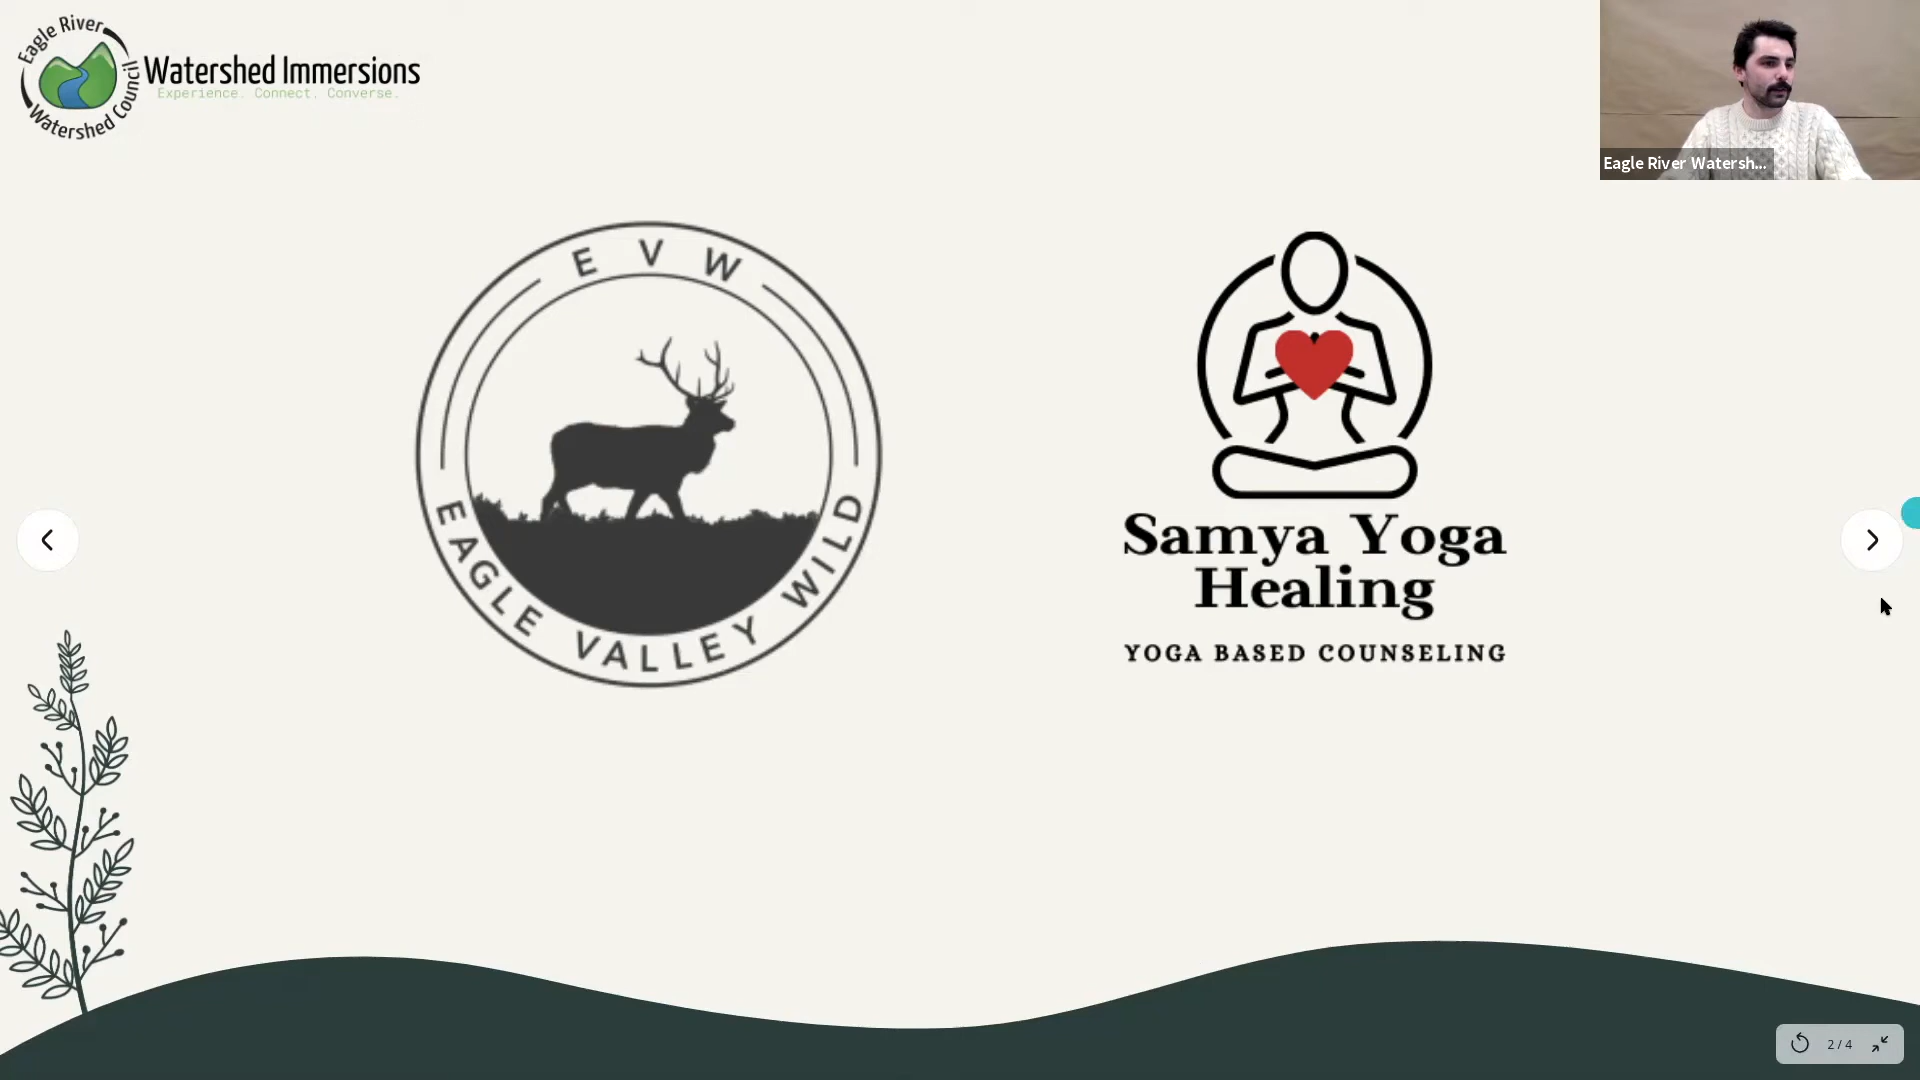 Eagle River
Watershed Council
Watershed Immersions
Experience. Connect. Converse.
Eagle River Watersh...
E V W
EAGLE VALLEY WILD
Samya Yoga
Healing
YOGA BASED COUNSELING
2 / 4